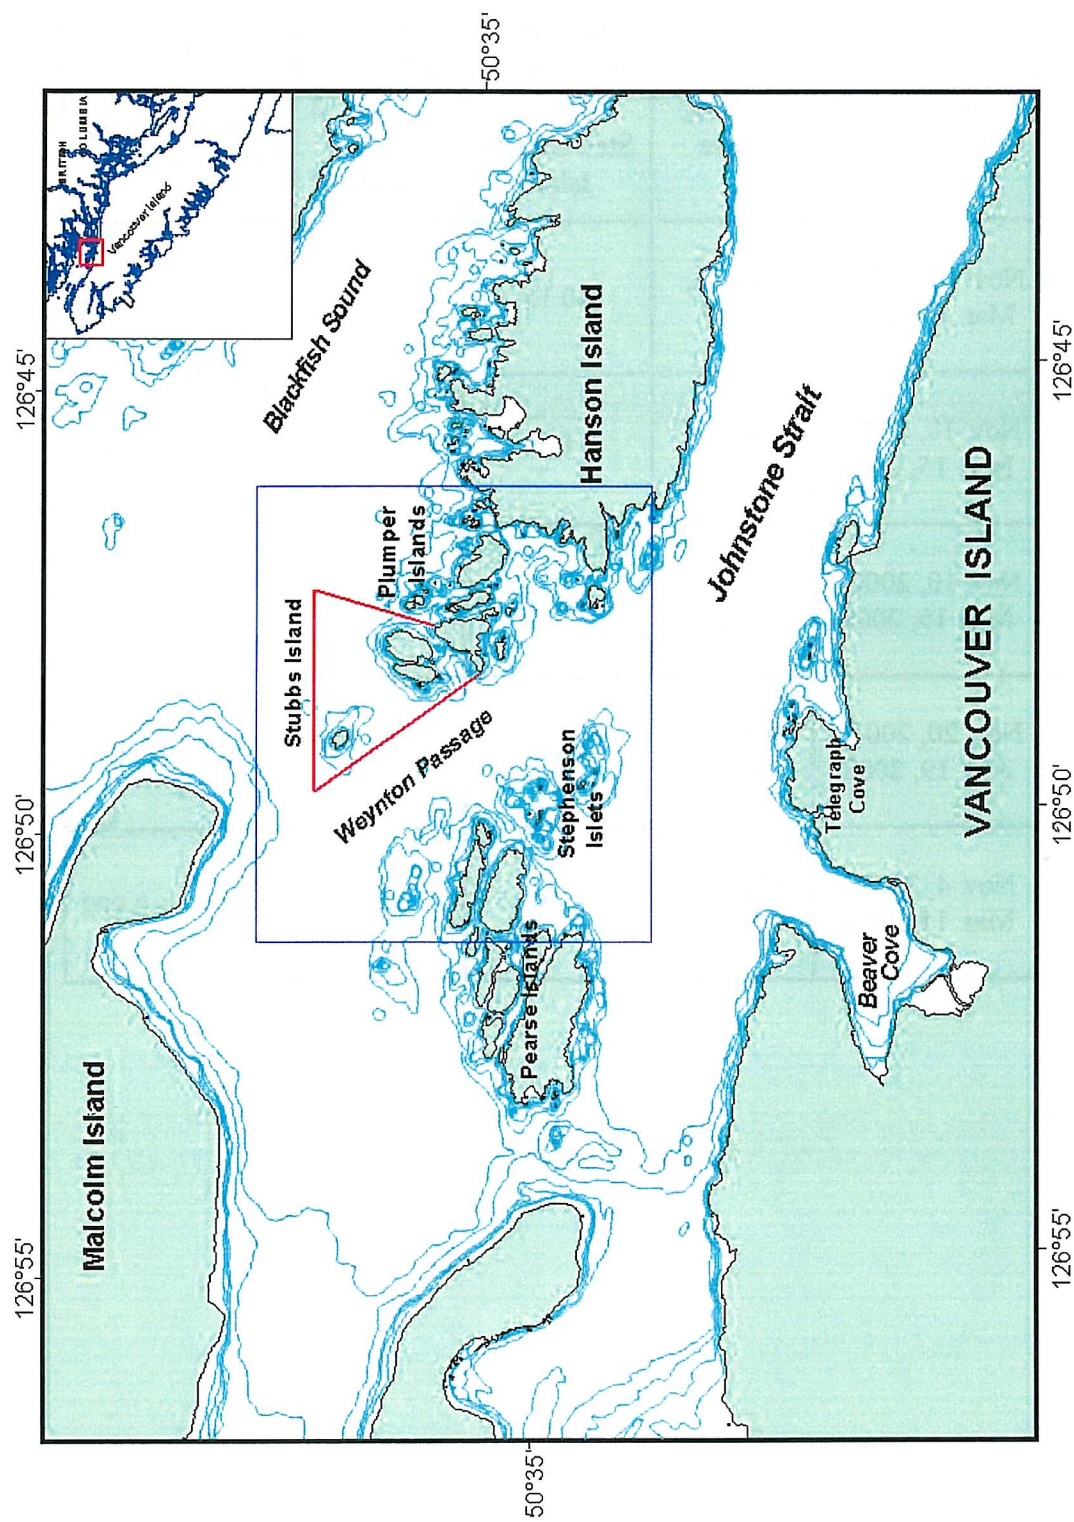 126°55'
126°50'
126°45'
50°35'
50°35'
Malcolm Island
BRITISH
COLUMBIA
Vancouver Island
Blackfish Sound
Stubbs Island
Plumper
Islands
Weynton Passage
Hanson Island
Stephenson
Islets
Pearse Islands
Johnstone Strait
Telegraph
Cove
Beaver
Cove
VANCOUVER ISLAND
126°55'
126°50'
126°45'